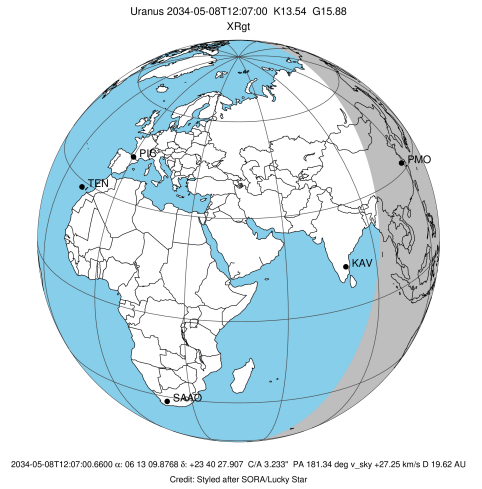 Uranus 2034-05-08T12:07:00  K13.54  G15.88
XRgt
PIC
PMO
TEN
KAV
SAAO
2034-05-08T12:07:00.6600 α: 06 13 09.8768 δ: +23 40 27.907  C/A 3.233"  PA 181.34 deg v_sky +27.25 km/s D 19.62 AU
Credit: Styled after SORA/Lucky Star